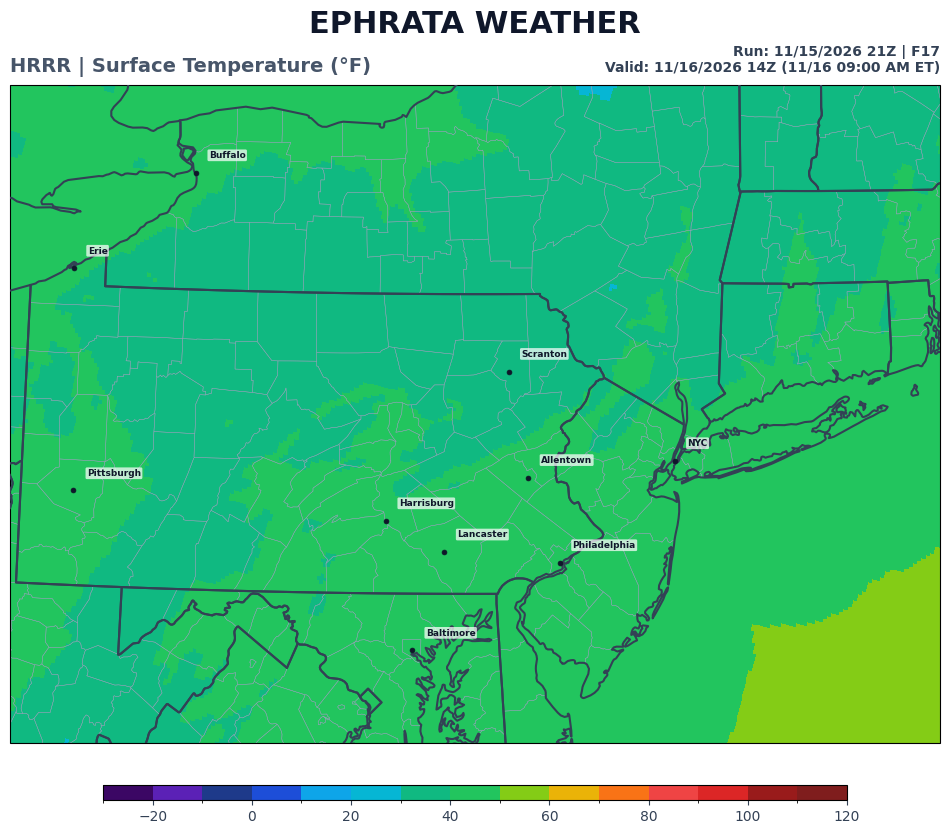 EPHRATA WEATHER
HRRR | Surface Temperature (°F)
Run: 11/15/2026 21Z | F17
Valid: 11/16/2026 14Z (11/16 09:00 AM ET)
Buffalo
Erie
Scranton
NYC
Allentown
Pittsburgh
Harrisburg
Lancaster
Philadelphia
Baltimore
−20 0 20 40 60 80 100 120